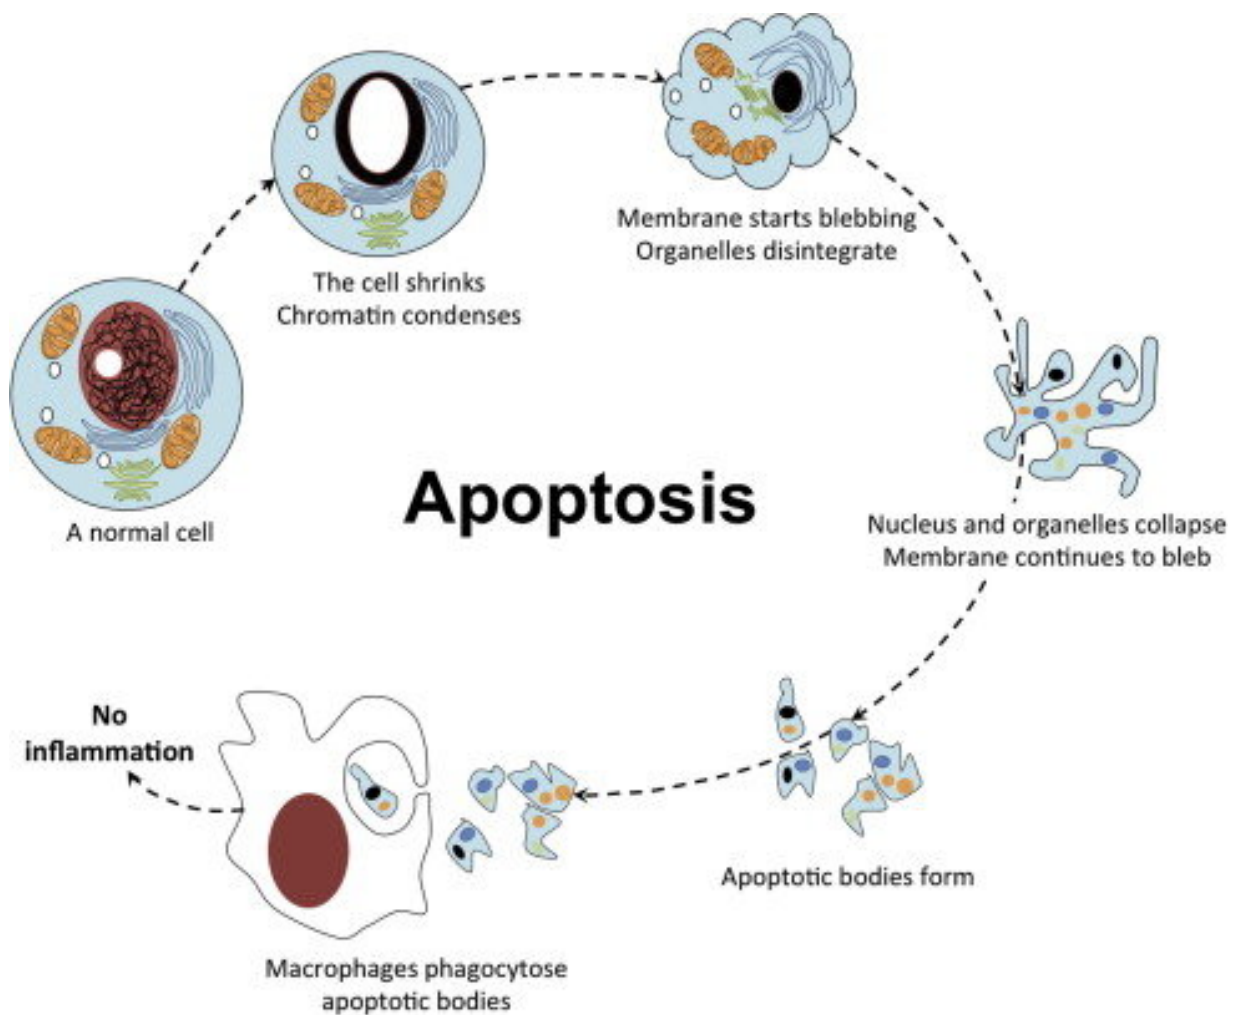 Apoptosis
A normal cell
The cell shrinks
Chromatin condenses
Membrane starts blebbing
Organelles disintegrate
Nucleus and organelles collapse
Membrane continues to bleb
Apoptotic bodies form
Macrophages phagocytose
apoptotic bodies
No
inflammation